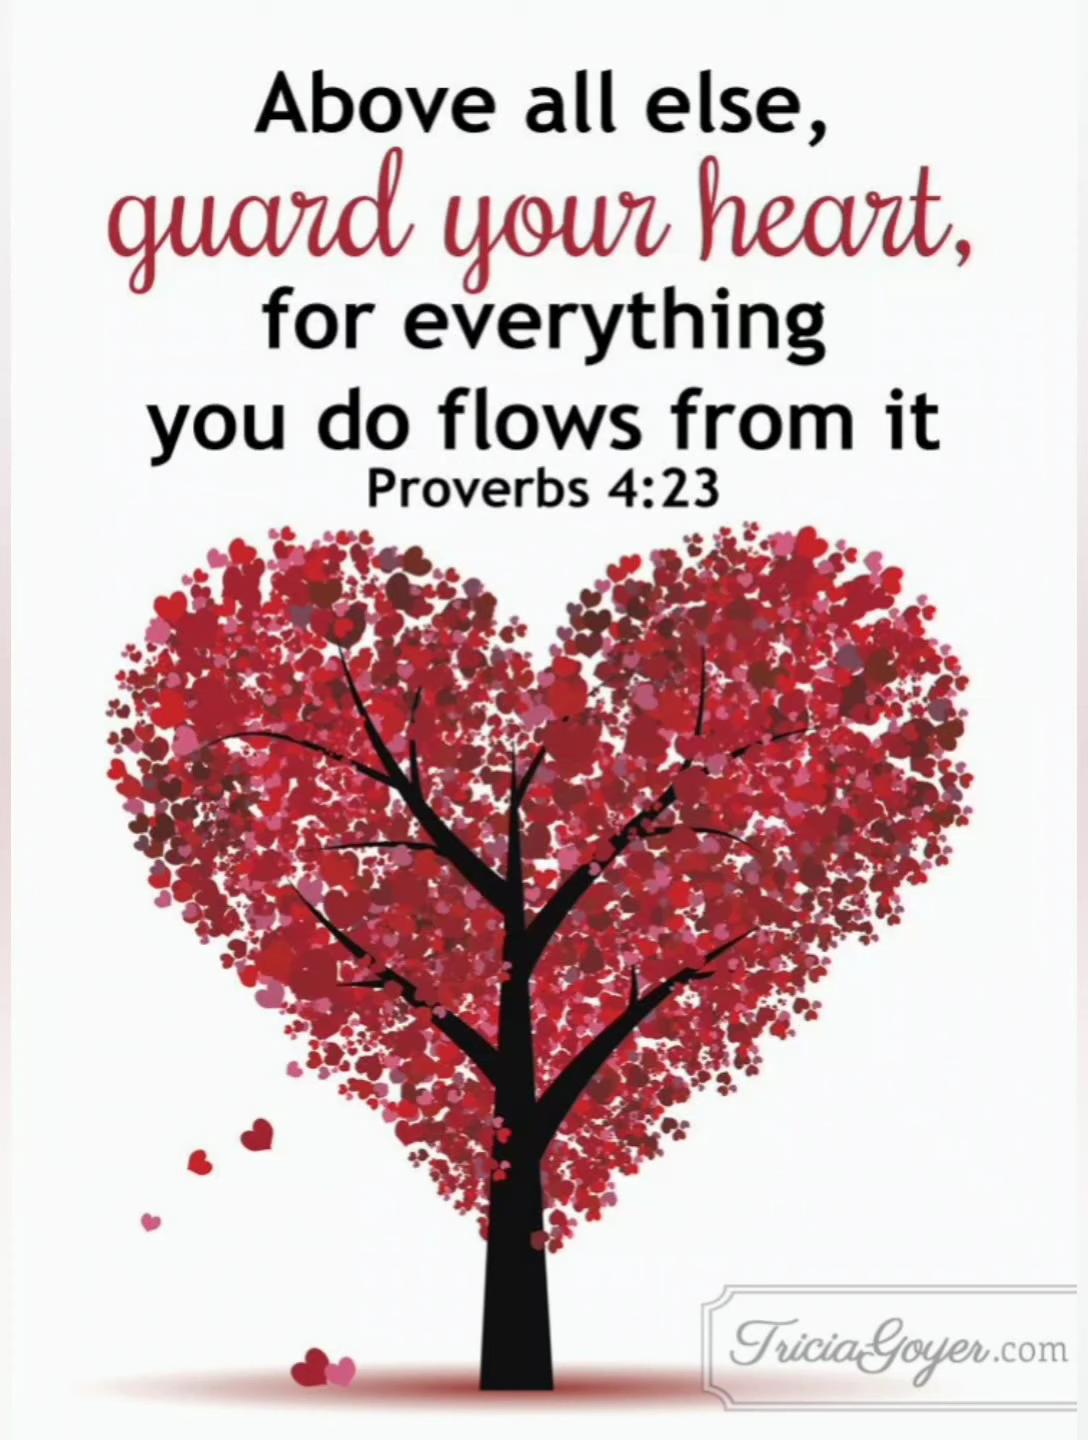 Above all else,
guard your heart,
for everything
you do flows from it
Proverbs 4:23
TriciaGoyer.com